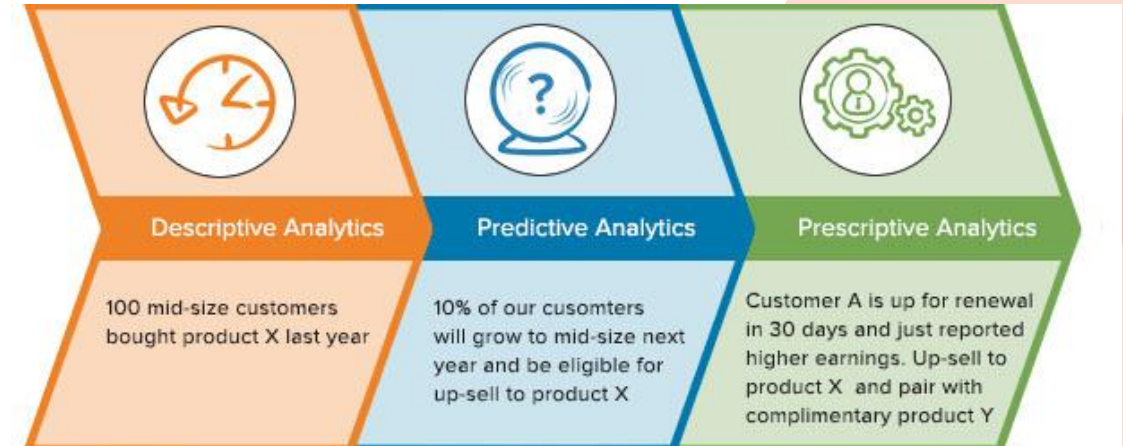 ?
Descriptive Analytics
Predictive Analytics
Prescriptive Analytics
100 mid-size customers
bought product X last year
10% of our cusomters
will grow to mid-size next
year and be eligible for
up-sell to product X
Customer A is up for renewal
in 30 days and just reported
higher earnings. Up-sell to
product X and pair with
complimentary product Y